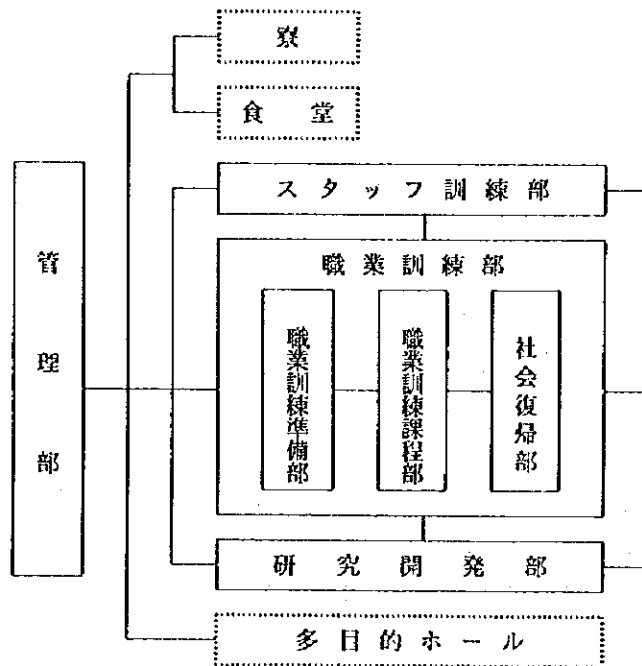 寮
食堂
管理部
スタッフ訓練部
職業訓練部
職業訓練準備部
職業訓練課程部
社会復帰部
研究開発部
多目的ホール